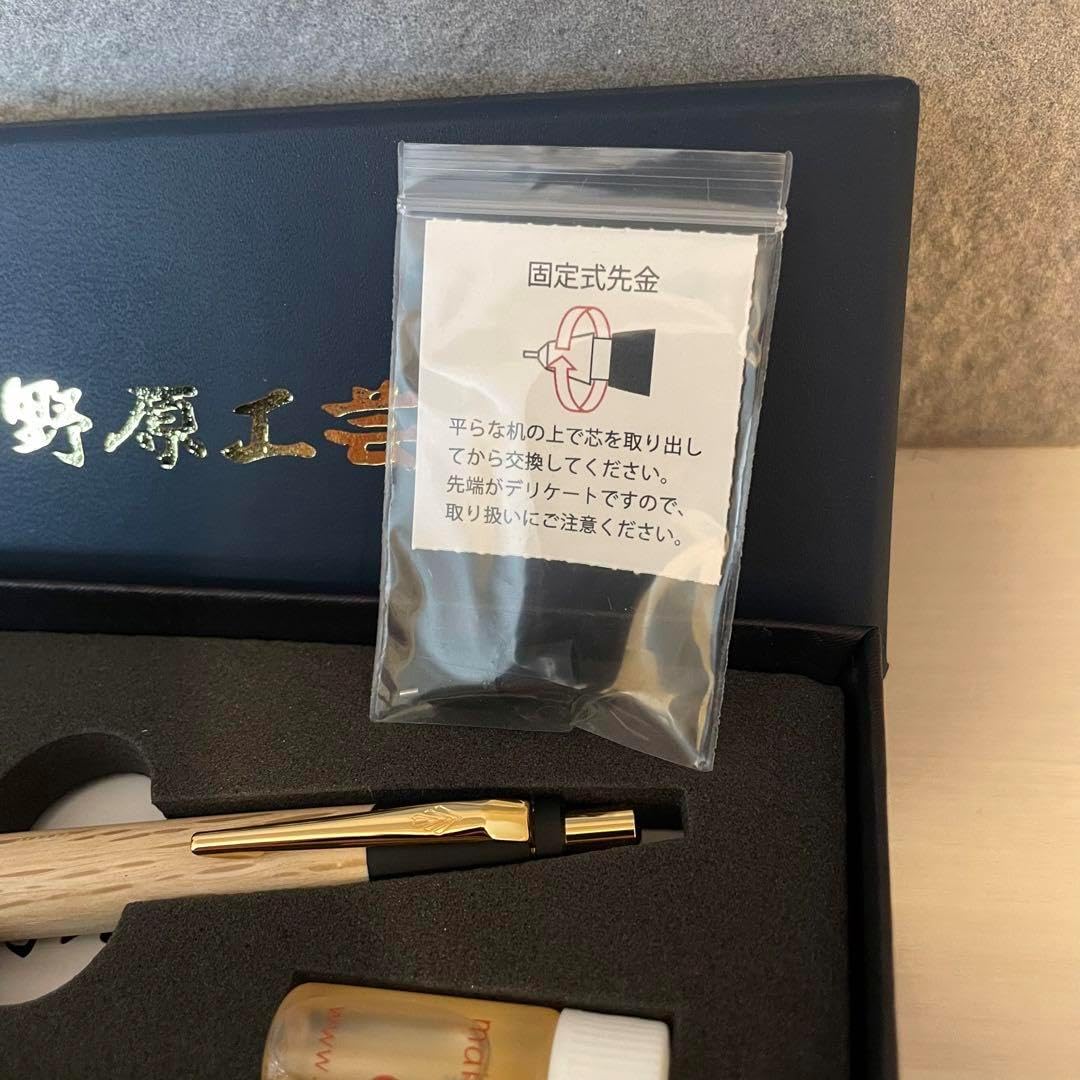 固定式先金
平らな机の上で芯を取り出し
てから交換してください。
先端がデリケートですので、
取り扱いにご注意ください。
野原工芸
www.